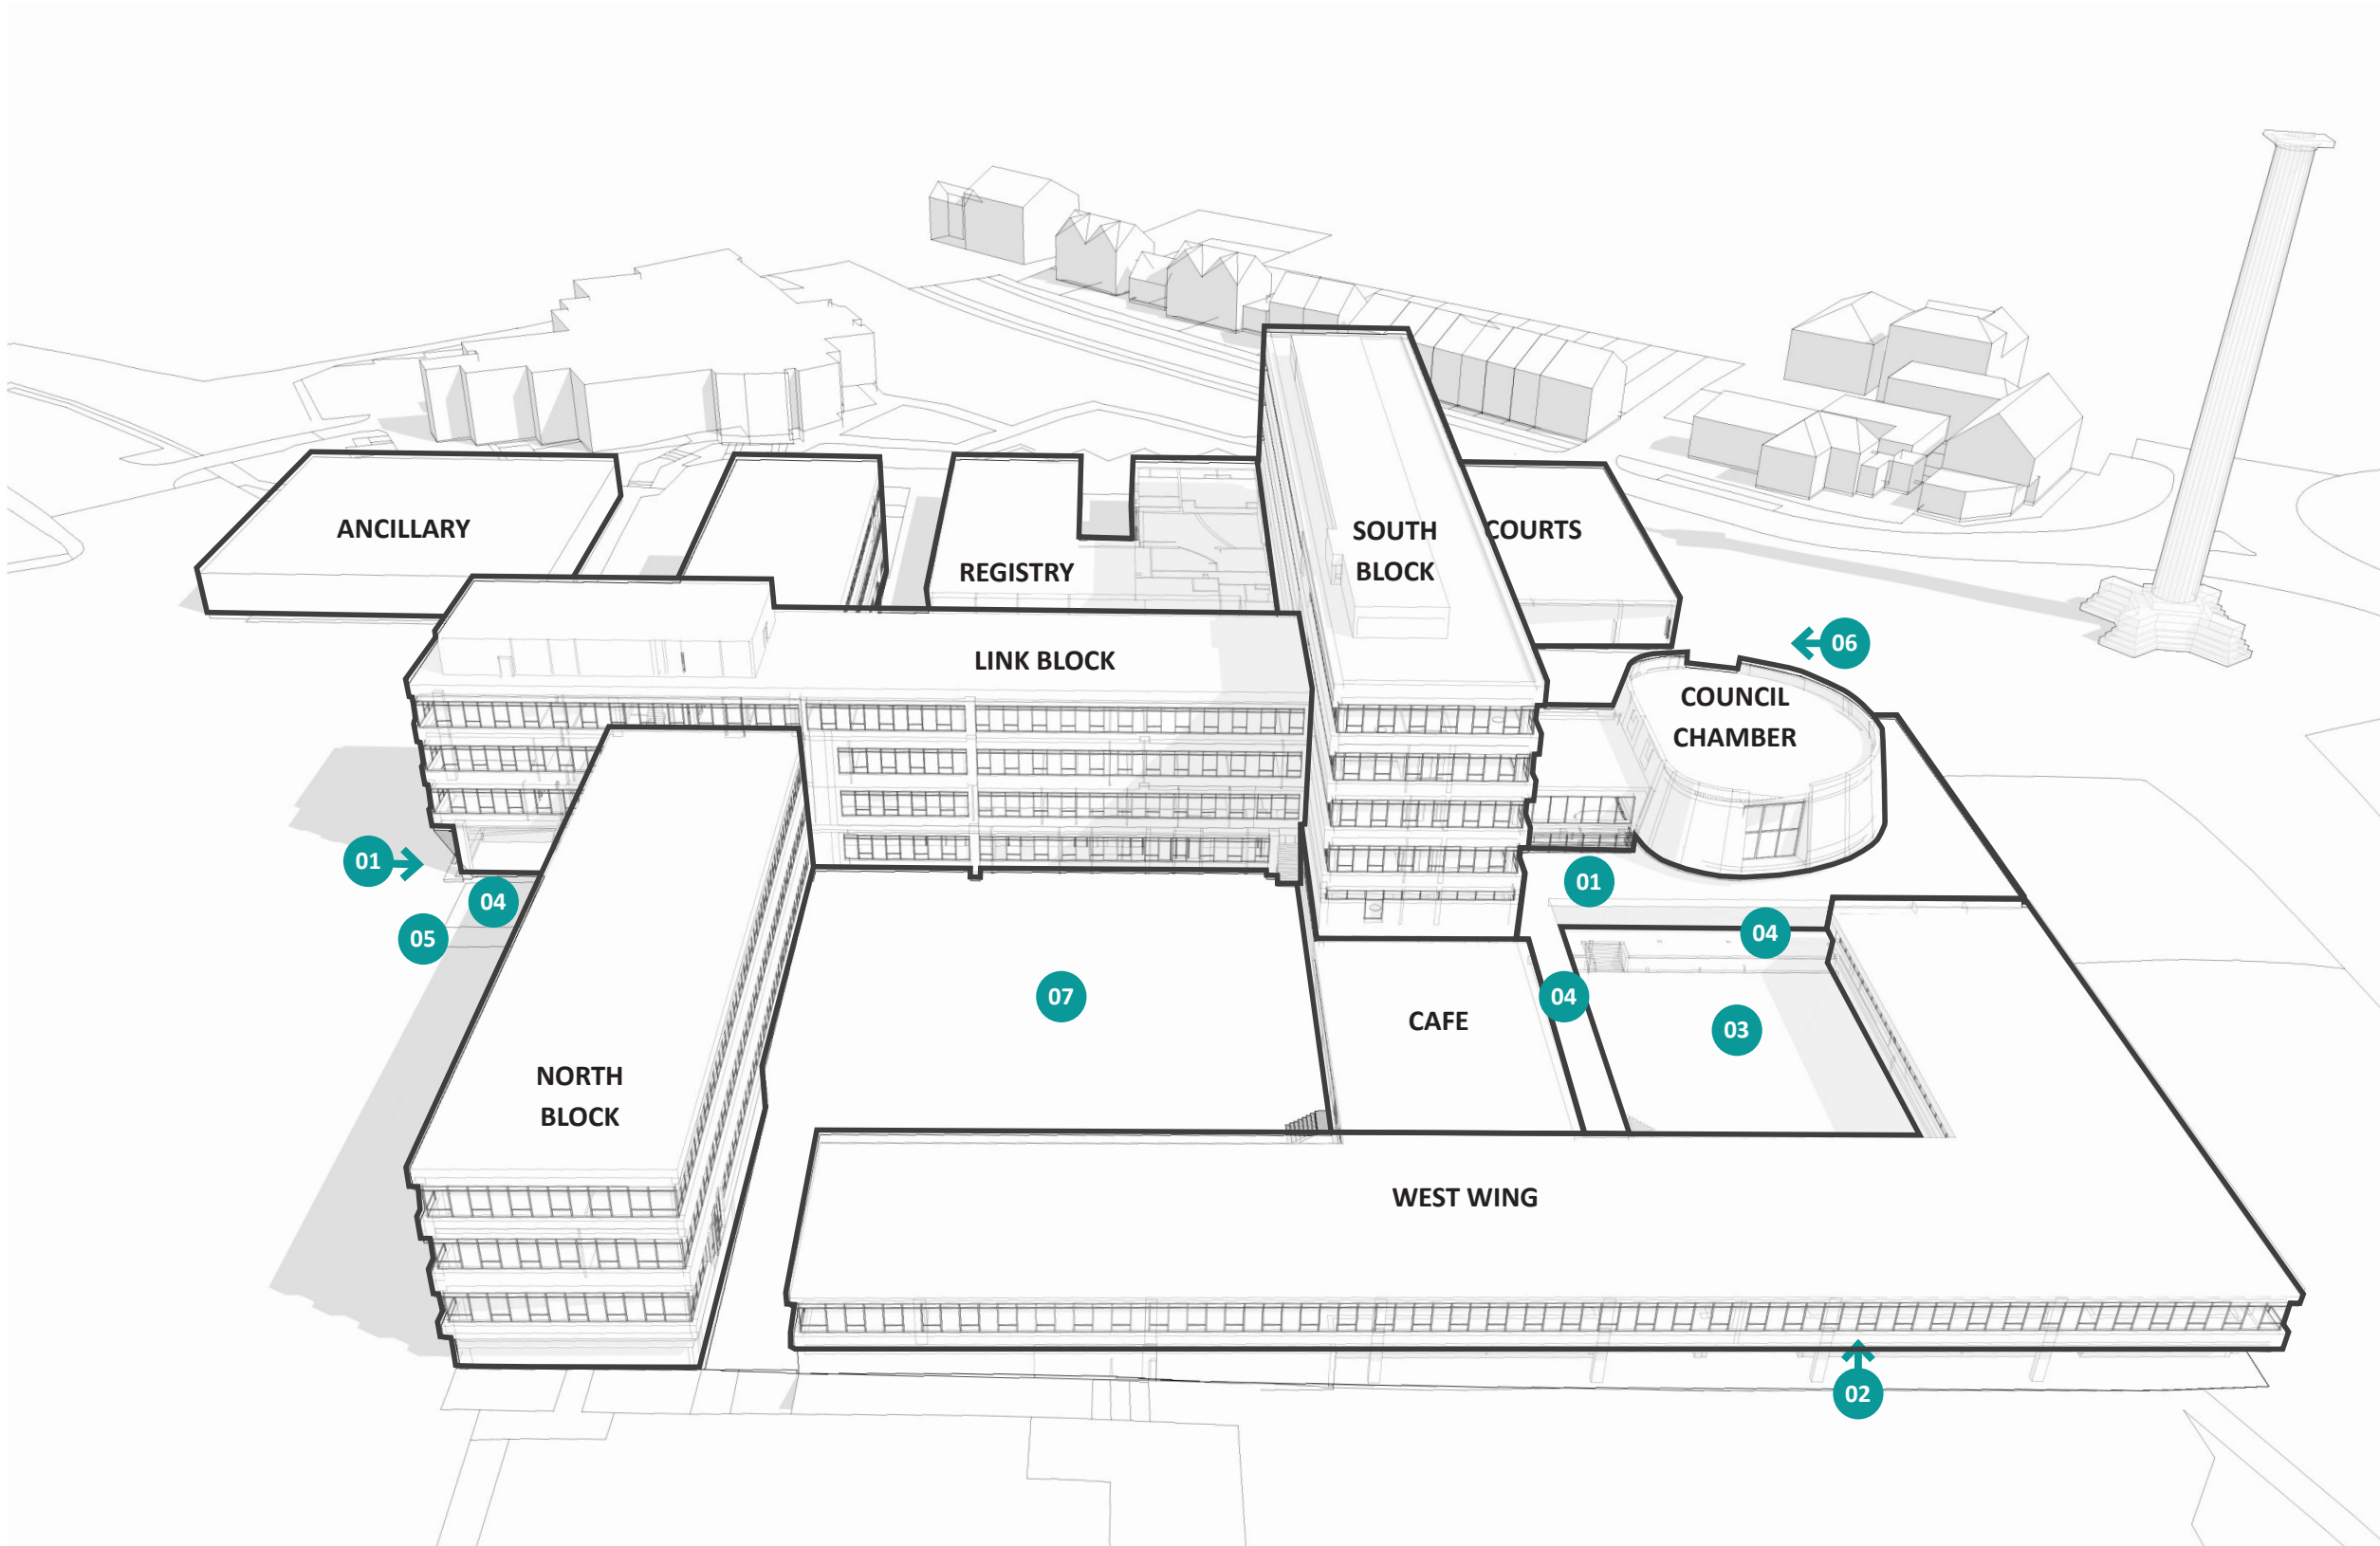 ANCILLARY
REGISTRY
SOUTH
BLOCK
COURTS
LINK BLOCK
06
COUNCIL
CHAMBER
01
04
05
01
04
07
04
03
CAFE
NORTH
BLOCK
WEST WING
02